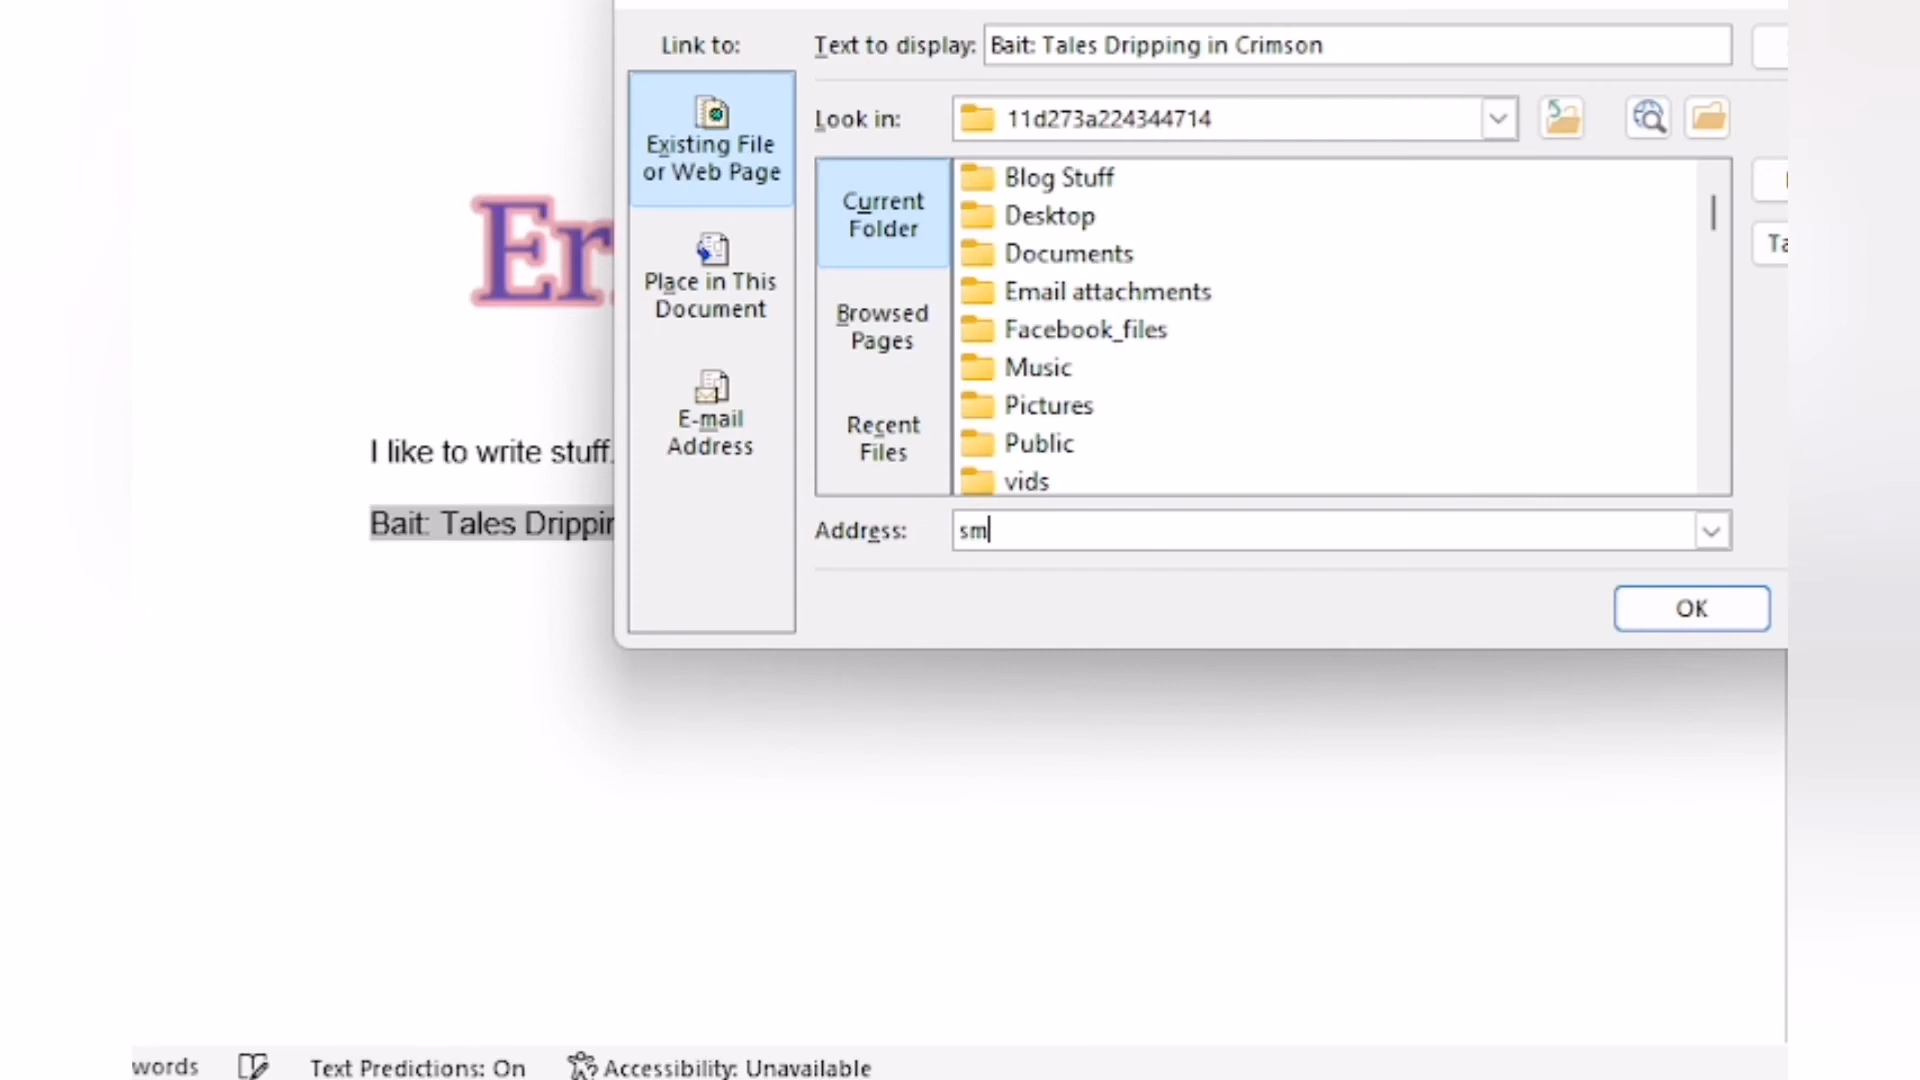 Link to:
Text to display: Bait: Tales Dripping in Crimson
Look in: 11d273a224344714
Existing File
or Web Page
Place in This
Document
E-mail
Address
Current
Folder
Browsed
Pages
Recent
Files
Blog Stuff
Desktop
Documents
Email attachments
Facebook_files
Music
Pictures
Public
vids
Address: sm
OK
Er
I like to write stuff.
Bait: Tales Drippin
words
Text Predictions: On
Accessibility: Unavailable